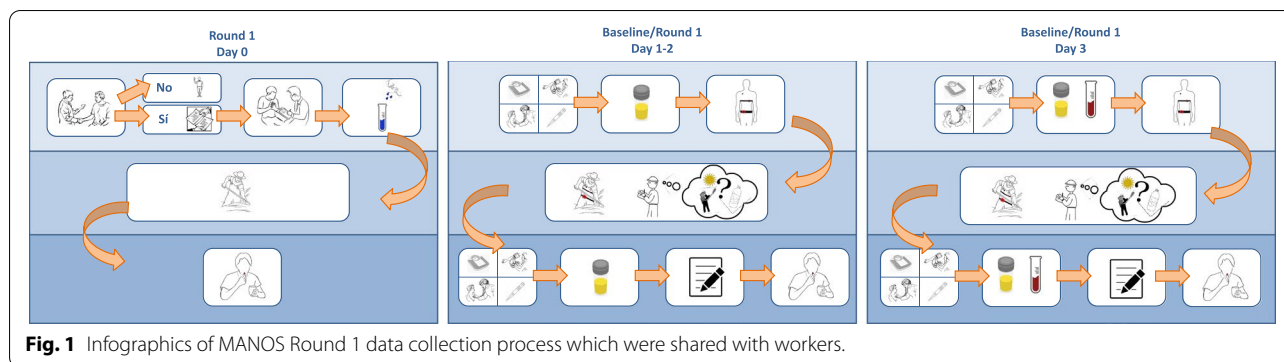 Round 1
Day 0
No
Sí
Baseline/Round 1
Day 1-2
Baseline/Round 1
Day 3
Fig. 1 Infographics of MANOS Round 1 data collection process which were shared with workers.